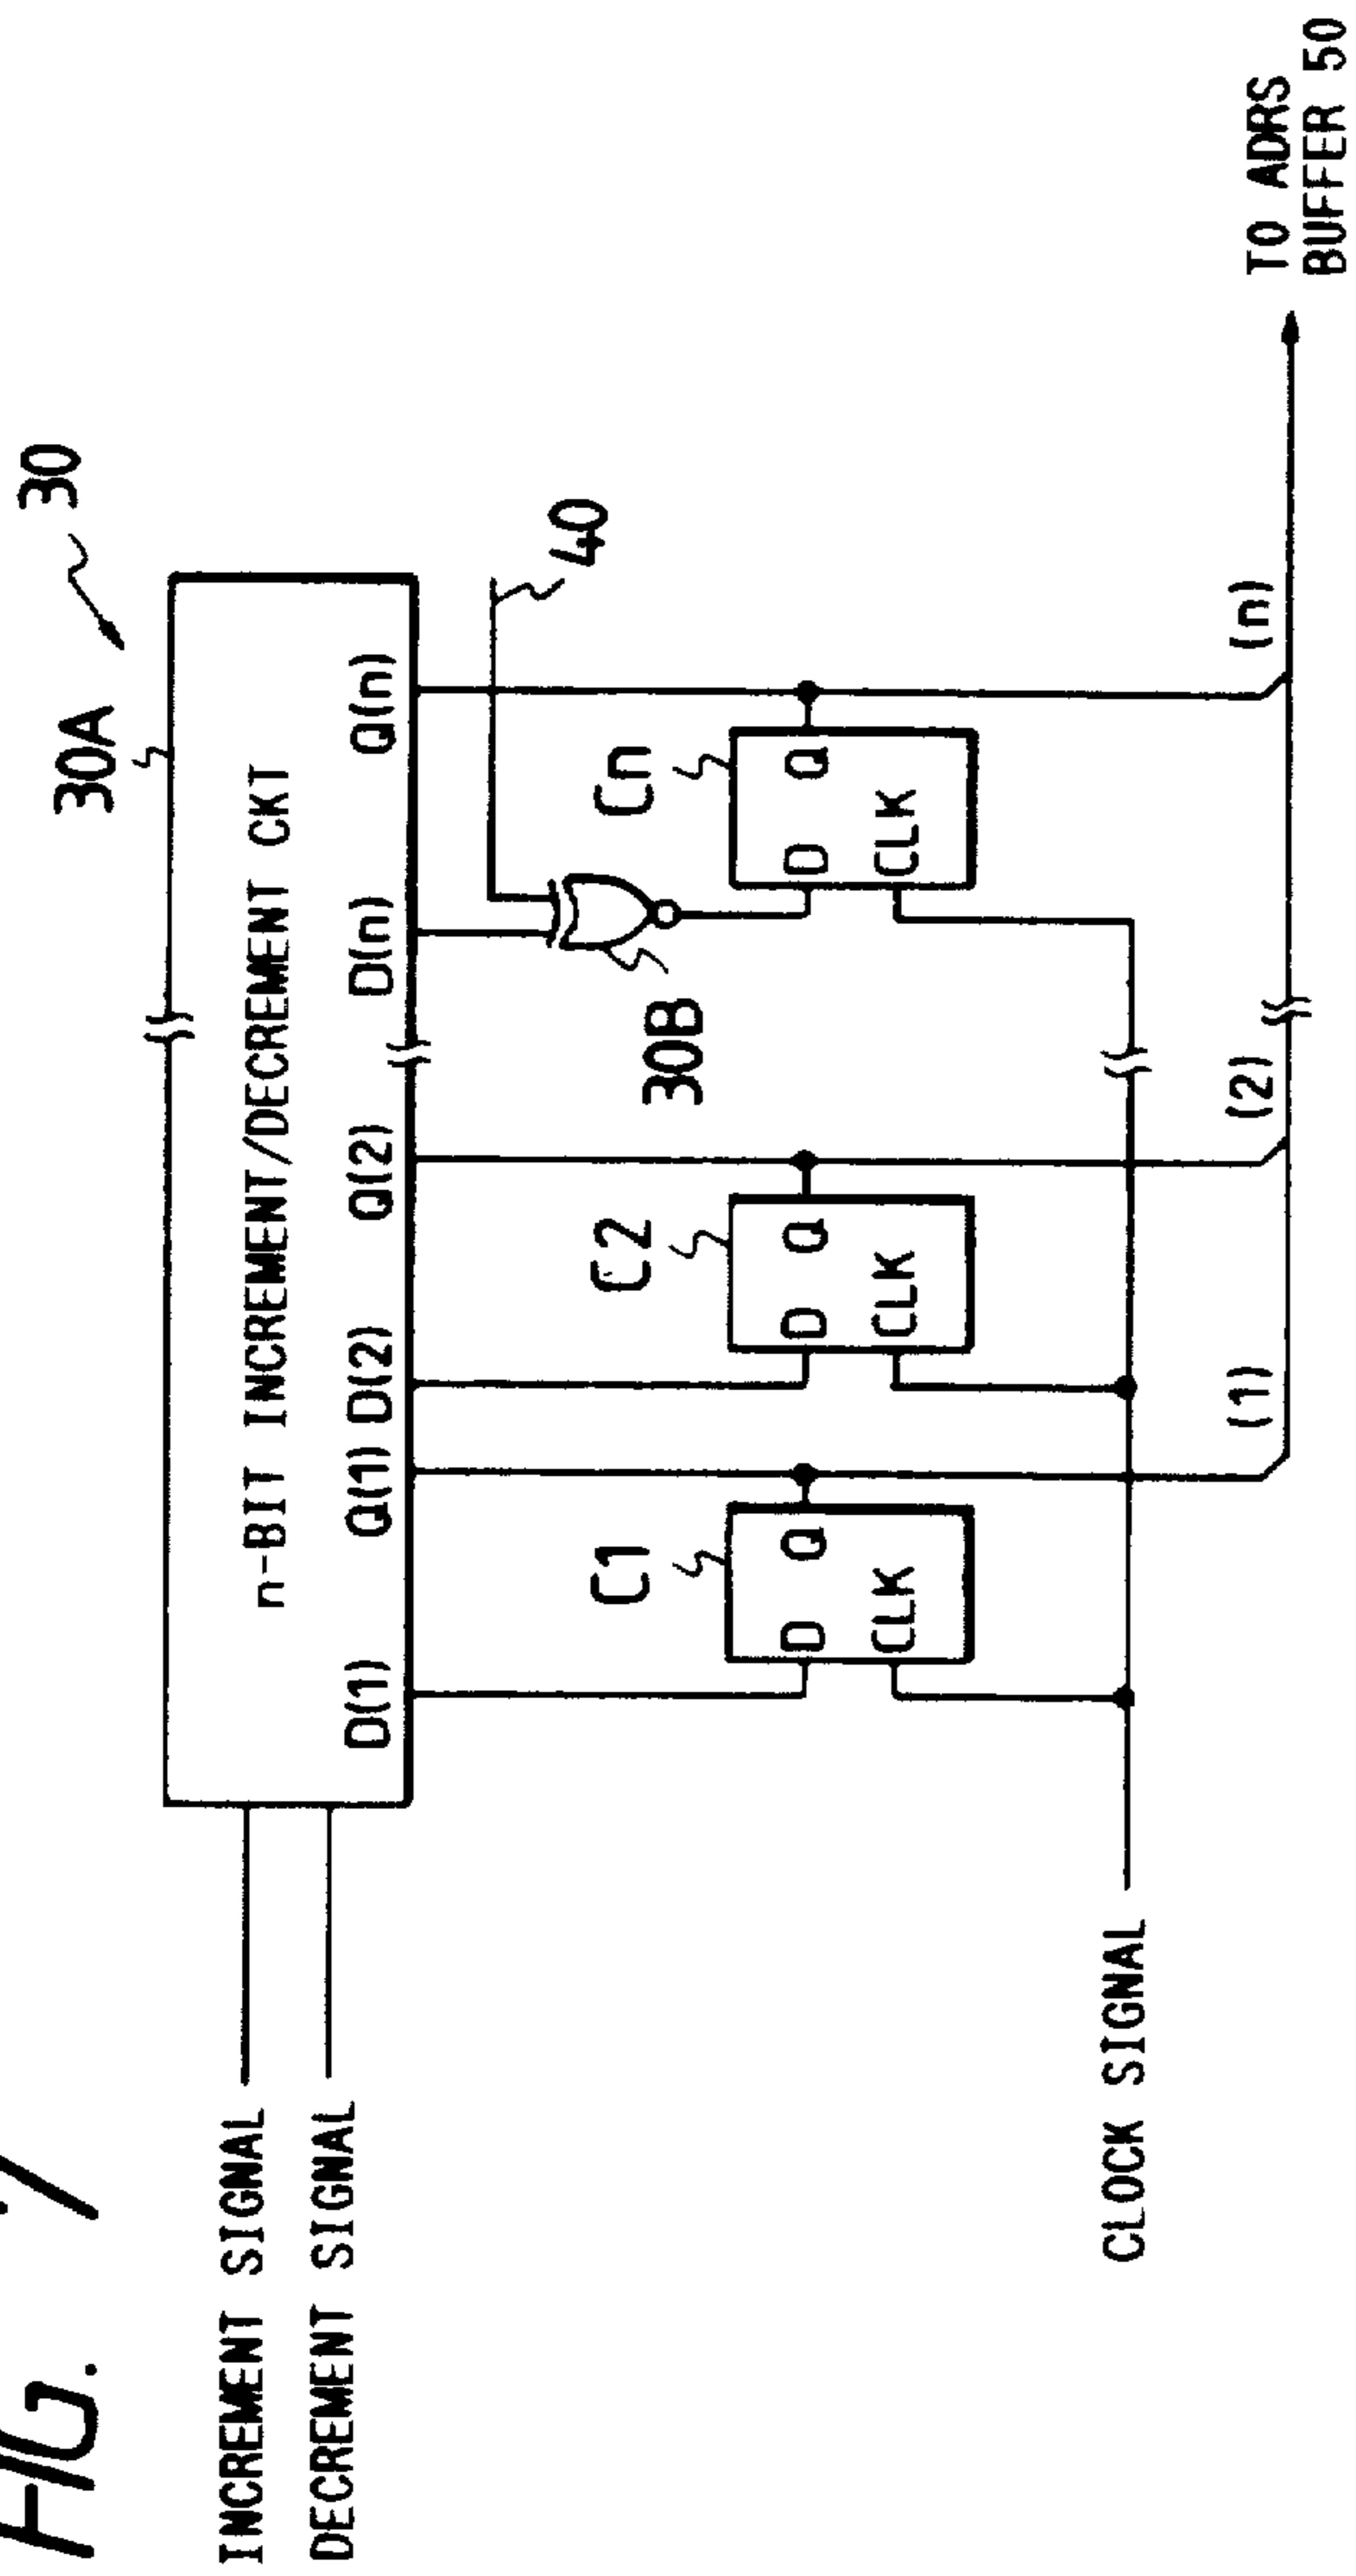 FIG. 7
30
30A
n-BIT INCREMENT/DECREMENT CKT
INCREMENT SIGNAL
DECREMENT SIGNAL
D(1) Q(1) D(2) Q(2) D(n) Q(n)
40
C1 C2 Cn
30B
D Q D Q D Q
CLK CLK CLK
CLOCK SIGNAL
(1) (2) (n)
TO ADRS
BUFFER 50